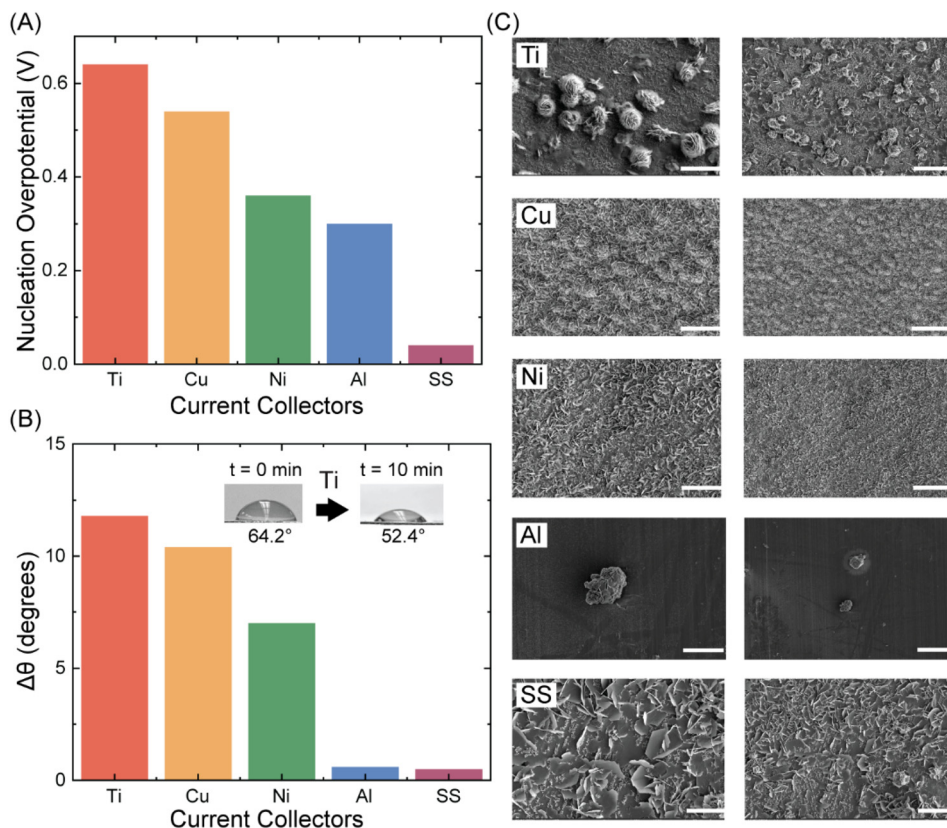 (A)
Nucleation Overpotential (V)
0.6
0.4
0.2
0.0
Ti Cu Ni Al SS
Current Collectors
(B)
Δθ (degrees)
15
10
5
0
t = 0 min Ti t = 10 min
64.2° 52.4°
Ti Cu Ni Al SS
Current Collectors
(C)
Ti
Cu
Ni
Al
SS